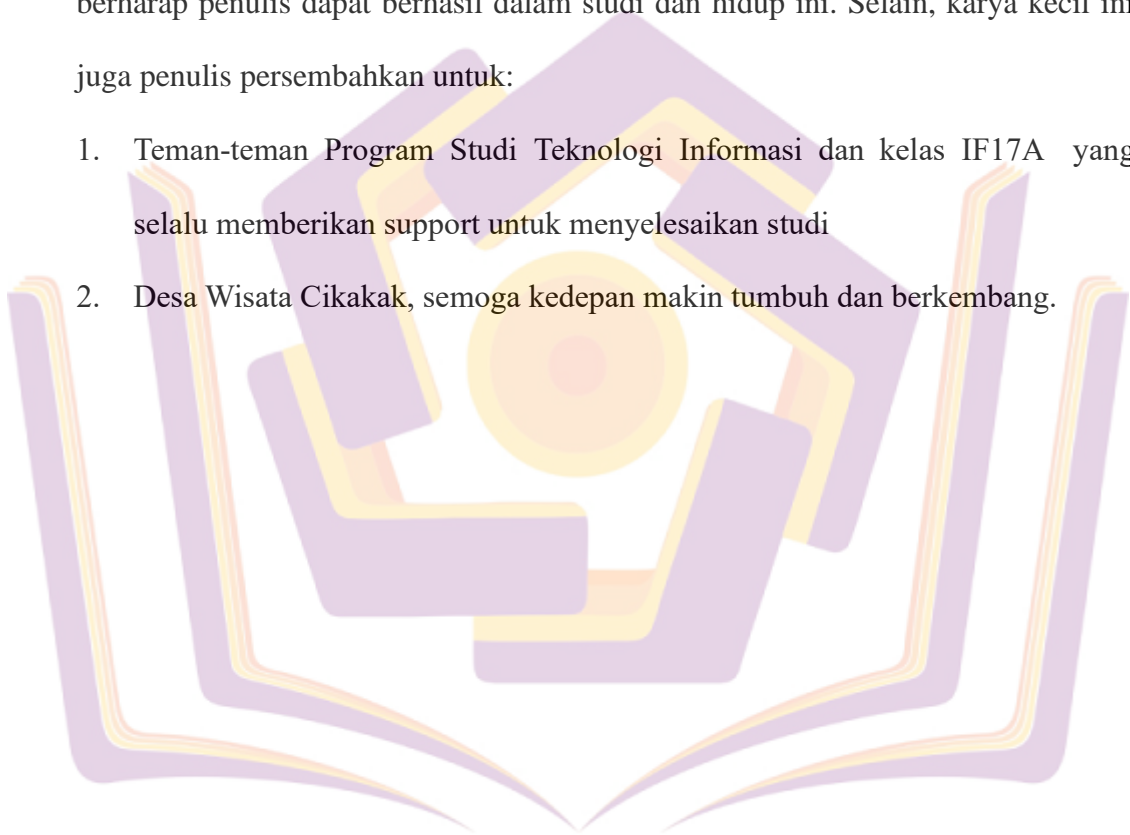 berharap penulis dapat berhasil dalam studi dan hidup ini. Selain, karya kecil ini
juga penulis persembahkan untuk:
1. Teman-teman Program Studi Teknologi Informasi dan kelas IF17A yang
selalu memberikan support untuk menyelesaikan studi
2. Desa Wisata Cikakak, semoga kedepan makin tumbuh dan berkembang.